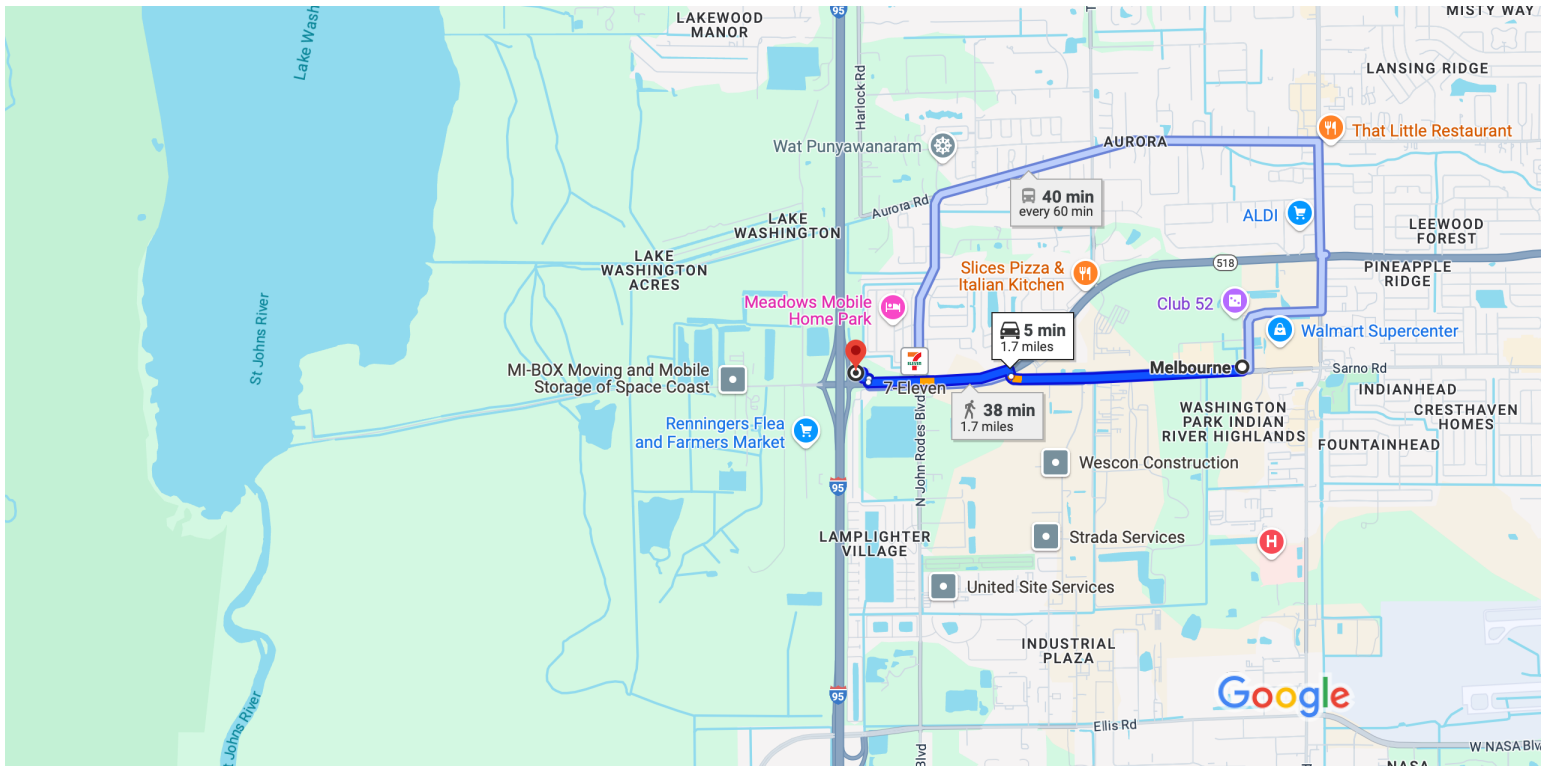 MISTY WAY
LAKEWOOD
MANOR
95
Lake Wash
LANSING RIDGE
Harlock Rd
That Little Restaurant
AURORA
Wat Punyawanaram
40 min
every 60 min
Aurora Rd
ALDI
LAKE
WASHINGTON
LEEWOOD
FOREST
LAKE
WASHINGTON
ACRES
518
PINEAPPLE
RIDGE
Slices Pizza &
Italian Kitchen
Meadows Mobile
Home Park
Club 52
St Johns River
5 min
1.7 miles
Walmart Supercenter
7 ELEVEN
MI-BOX Moving and Mobile
Storage of Space Coast
Melbourne
Sarno Rd
7-Eleven
INDIANHEAD
38 min
1.7 miles
N John Rodes Blvd
WASHINGTON
PARK INDIAN
RIVER HIGHLANDS
CRESTHAVEN
HOMES
Renningers Flea
and Farmers Market
FOUNTAINHEAD
Wescon Construction
95
LAMPLIGHTER
VILLAGE
Strada Services
H
United Site Services
INDUSTRIAL
PLAZA
95
Google
t Johns River
Ellis Rd
Blvd
W NASA Blv
NASA